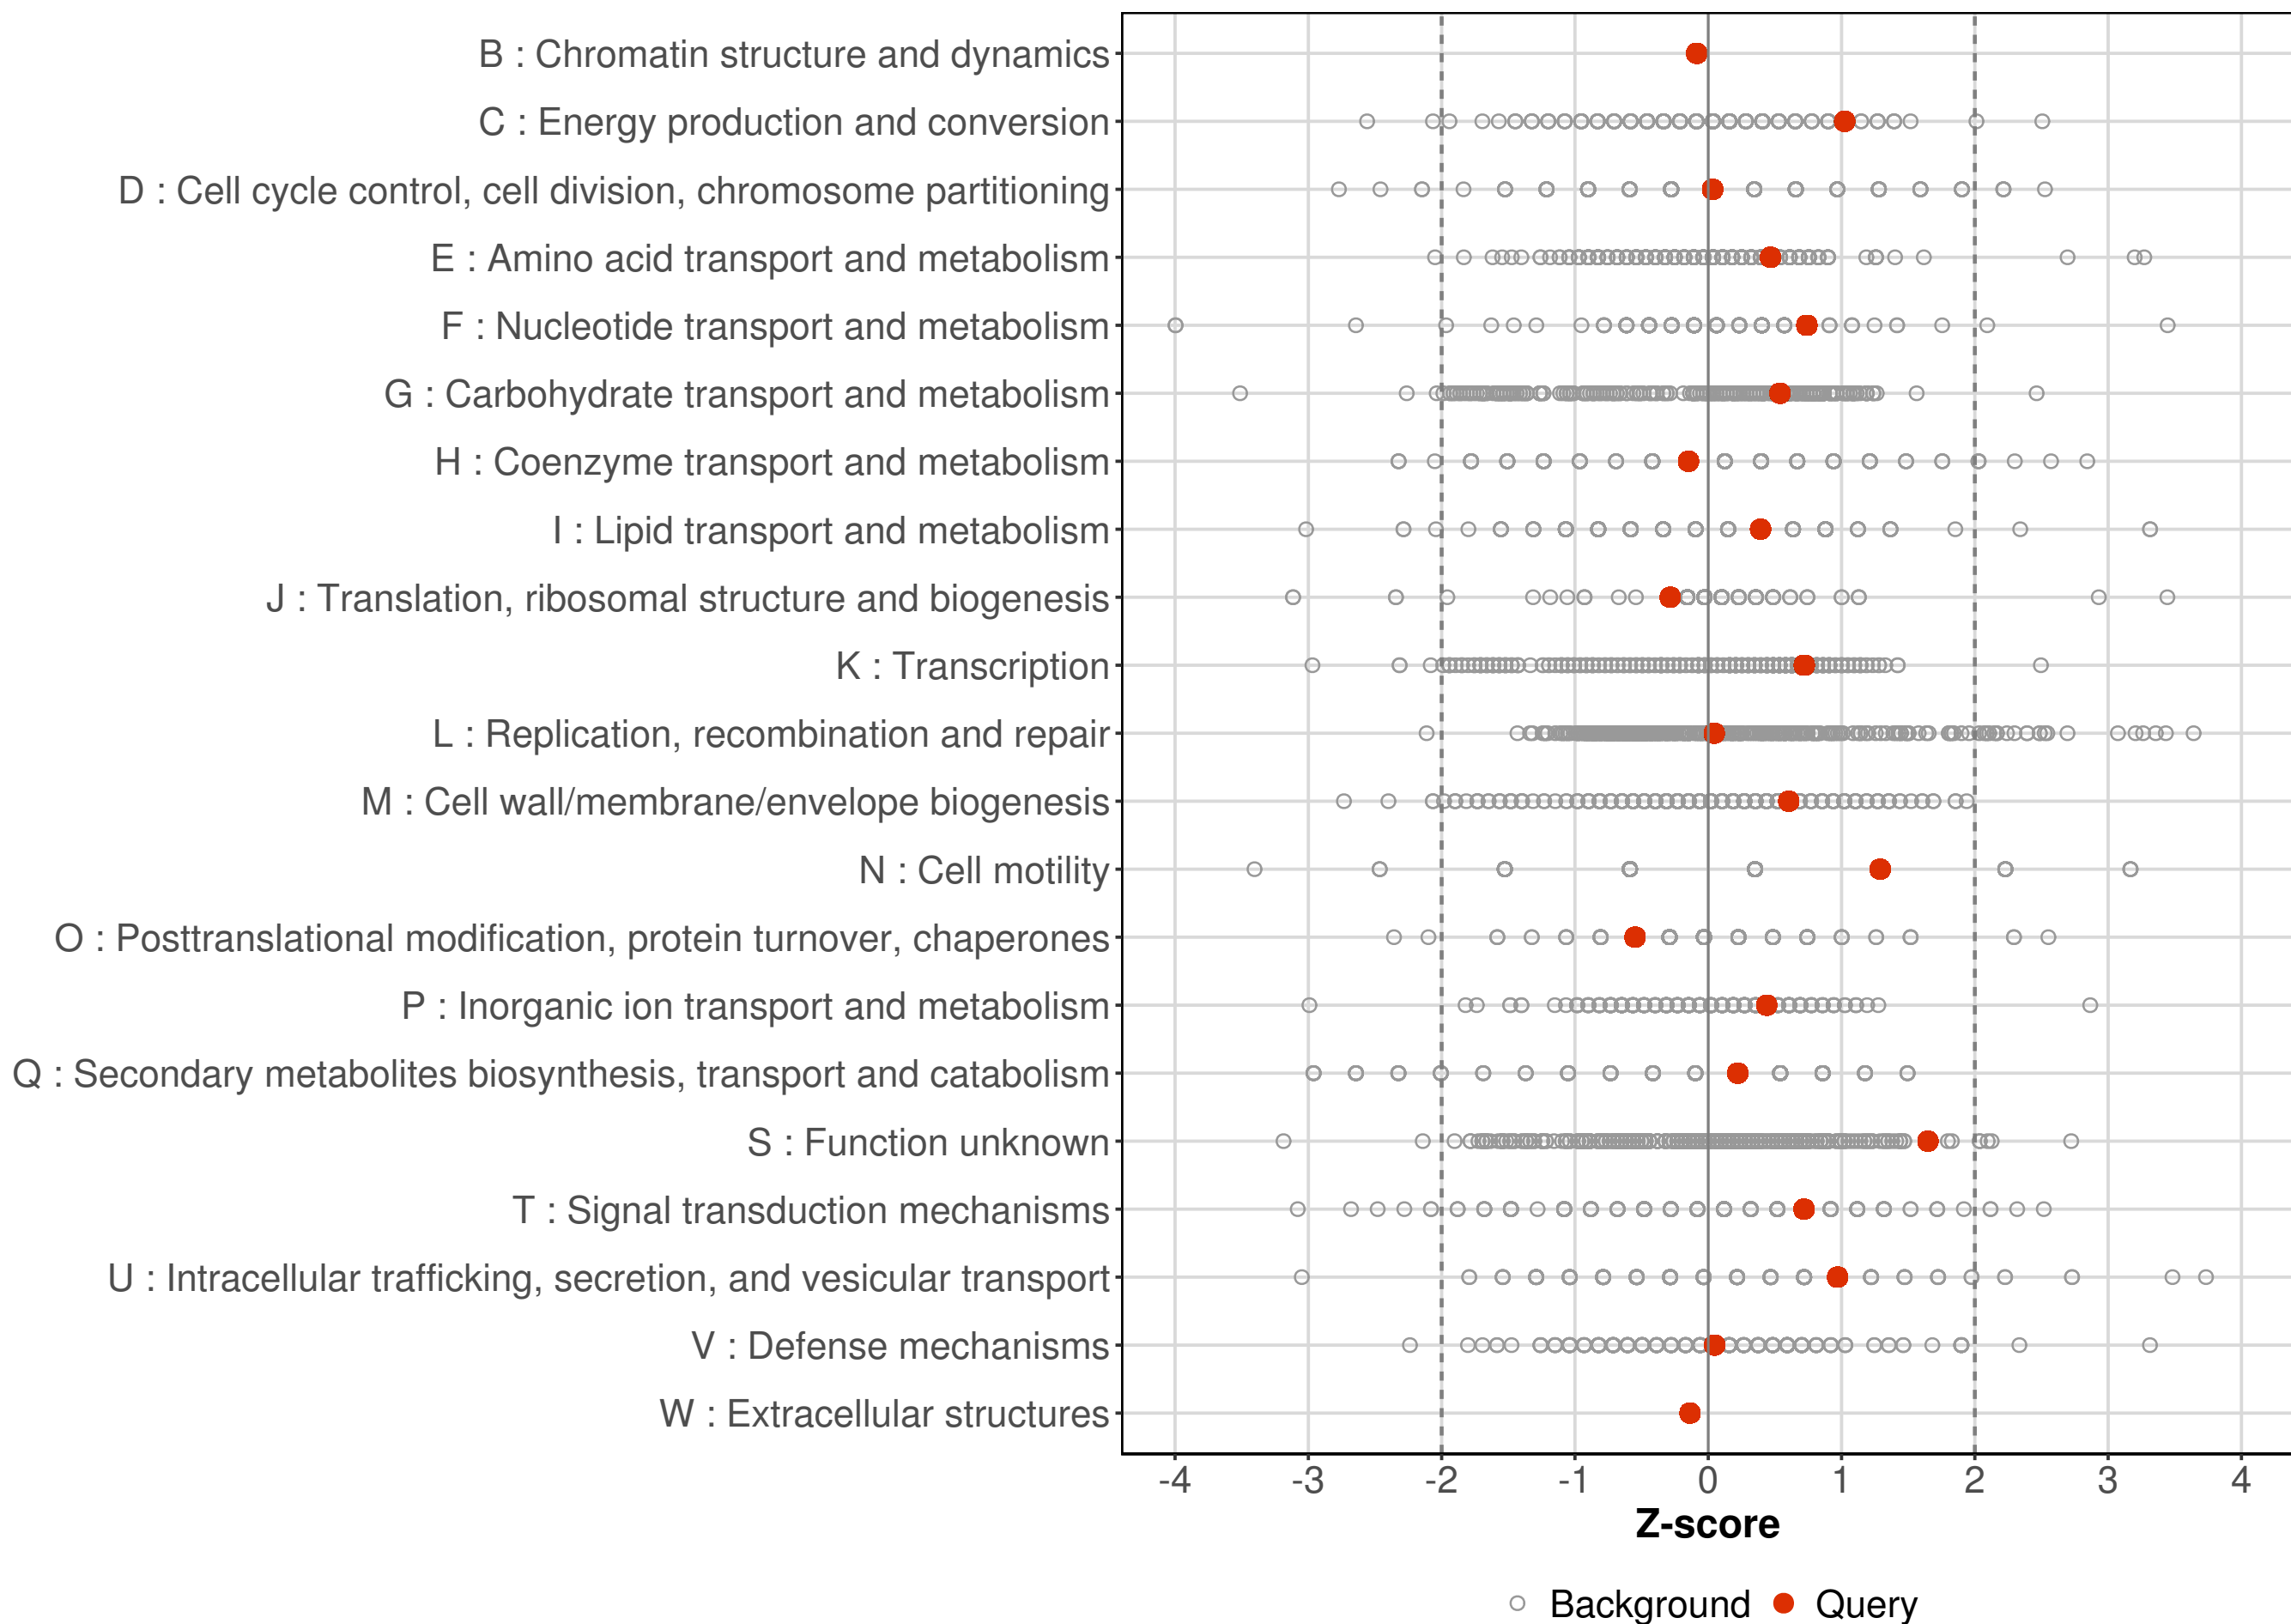 B : Chromatin structure and dynamics
C : Energy production and conversion
D : Cell cycle control, cell division, chromosome partitioning
E : Amino acid transport and metabolism
F : Nucleotide transport and metabolism
G : Carbohydrate transport and metabolism
H : Coenzyme transport and metabolism
I : Lipid transport and metabolism
J : Translation, ribosomal structure and biogenesis
K : Transcription
L : Replication, recombination and repair
M : Cell wall/membrane/envelope biogenesis
N : Cell motility
O : Posttranslational modification, protein turnover, chaperones
P : Inorganic ion transport and metabolism
Q : Secondary metabolites biosynthesis, transport and catabolism
S : Function unknown
T : Signal transduction mechanisms
U : Intracellular trafficking, secretion, and vesicular transport
V : Defense mechanisms
W : Extracellular structures
-4 -3 -2 -1 0 1 2 3 4
Z-score
Background Query